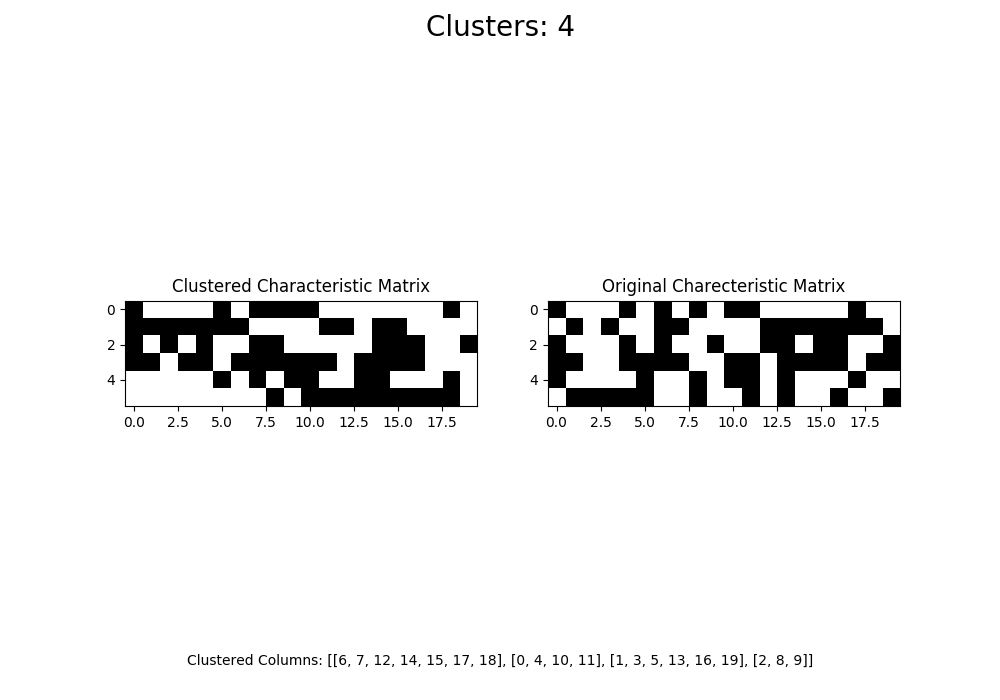 Clusters: 4
Clustered Characteristic Matrix
Original Charecteristic Matrix
0
2
4
0.0 2.5 5.0 7.5 10.0 12.5 15.0 17.5
0
2
4
0.0 2.5 5.0 7.5 10.0 12.5 15.0 17.5
Clustered Columns: [[6, 7, 12, 14, 15, 17, 18], [0, 4, 10, 11], [1, 3, 5, 13, 16, 19], [2, 8, 9]]